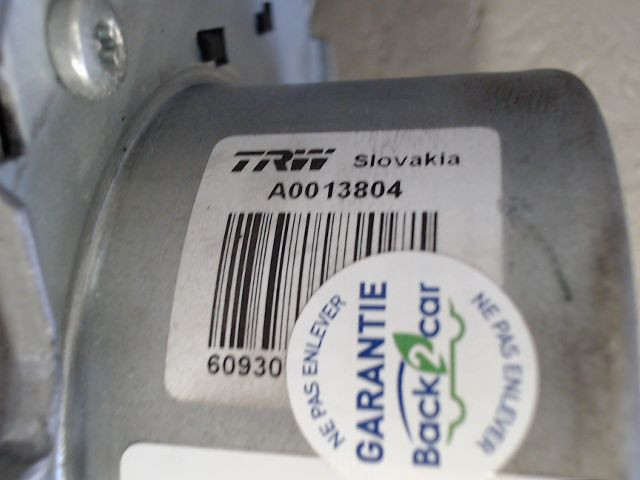 TRW Slovakia
A0013804
60930
NE PAS ENLEVER
GARANTIE
Back2car
NE PAS ENLEVER